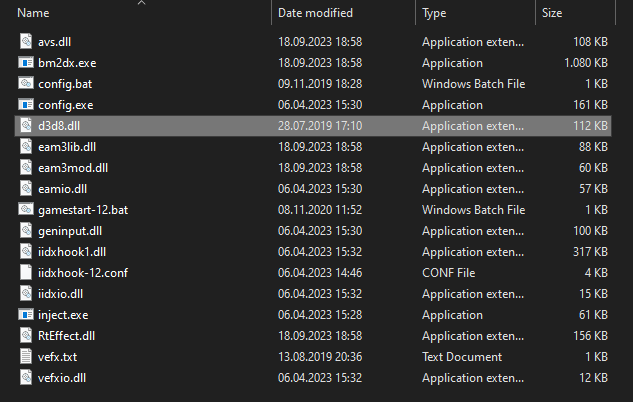 Name Date modified Type Size
avs.dll 18.09.2023 18:58 Application exten... 108 KB
bm2dx.exe 18.09.2023 18:58 Application 1.080 KB
config.bat 09.11.2019 18:28 Windows Batch File 1 KB
config.exe 06.04.2023 15:30 Application 161 KB
d3d8.dll 28.07.2019 17:10 Application exten... 112 KB
eam3lib.dll 18.09.2023 18:58 Application exten... 88 KB
eam3mod.dll 18.09.2023 18:58 Application exten... 60 KB
eamio.dll 06.04.2023 15:30 Application exten... 57 KB
gamestart-12.bat 08.11.2020 11:52 Windows Batch File 1 KB
geninput.dll 06.04.2023 15:30 Application exten... 100 KB
iidxhook1.dll 06.04.2023 15:32 Application exten... 317 KB
iidxhook-12.conf 06.04.2023 14:46 CONF File 4 KB
iidxio.dll 06.04.2023 15:32 Application exten... 15 KB
inject.exe 06.04.2023 15:28 Application 61 KB
RtEffect.dll 18.09.2023 18:58 Application exten... 156 KB
vefx.txt 13.08.2019 20:36 Text Document 1 KB
vefxio.dll 06.04.2023 15:32 Application exten... 12 KB